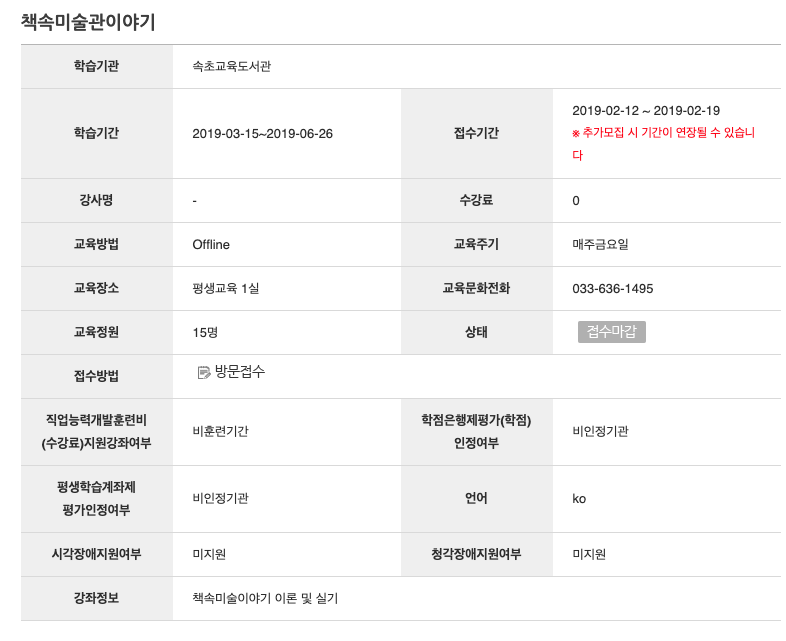 책속미술관이야기
학습기관 속초교육도서관
학습기간 2019-03-15~2019-06-26 접수기간 2019-02-12 ~ 2019-02-19
※ 추가모집 시 기간이 연장될 수 있습니
다
강사명 - 수강료 0
교육방법 Offline 교육주기 매주금요일
교육장소 평생교육 1실 교육문화전화 033-636-1495
교육정원 15명 상태 접수마감
접수방법 방문접수
직업능력개발훈련비
(수강료)지원강좌여부
비훈련기간
학점은행제평가(학점)
인정여부
비인정기관
평생학습계좌제
평가인정여부
비인정기관
언어 ko
시각장애지원여부 미지원 청각장애지원여부 미지원
강좌정보 책속미술이야기 이론 및 실기